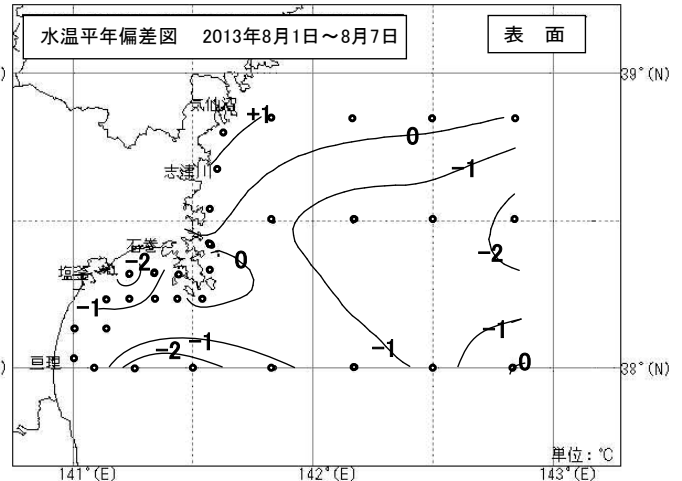 水温平年偏差図 2013年8月1日～8月7日
表 面
39°(N)
気仙沼
+1
0
志津川
-1
石巻
-2
0
-2
塩釜
-1
-1
-1
-1
-2
亘理
0
38°(N)
単位：℃
141°(E)
142°(E)
143°(E)